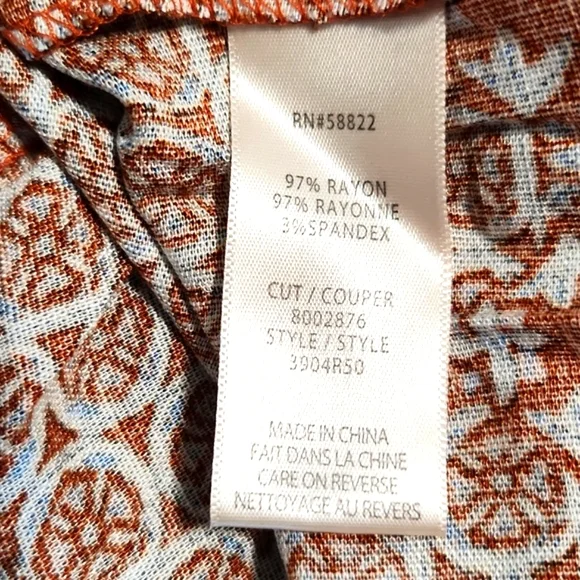 RN#58822
97% RAYON
97% RAYONNE
3% SPANDEX
CUT / COUPER
8002876
STYLE / STYLE
3904R50
MADE IN CHINA
FAIT DANS LA CHINE
CARE ON REVERSE
NETTOYAGE AU REVERS